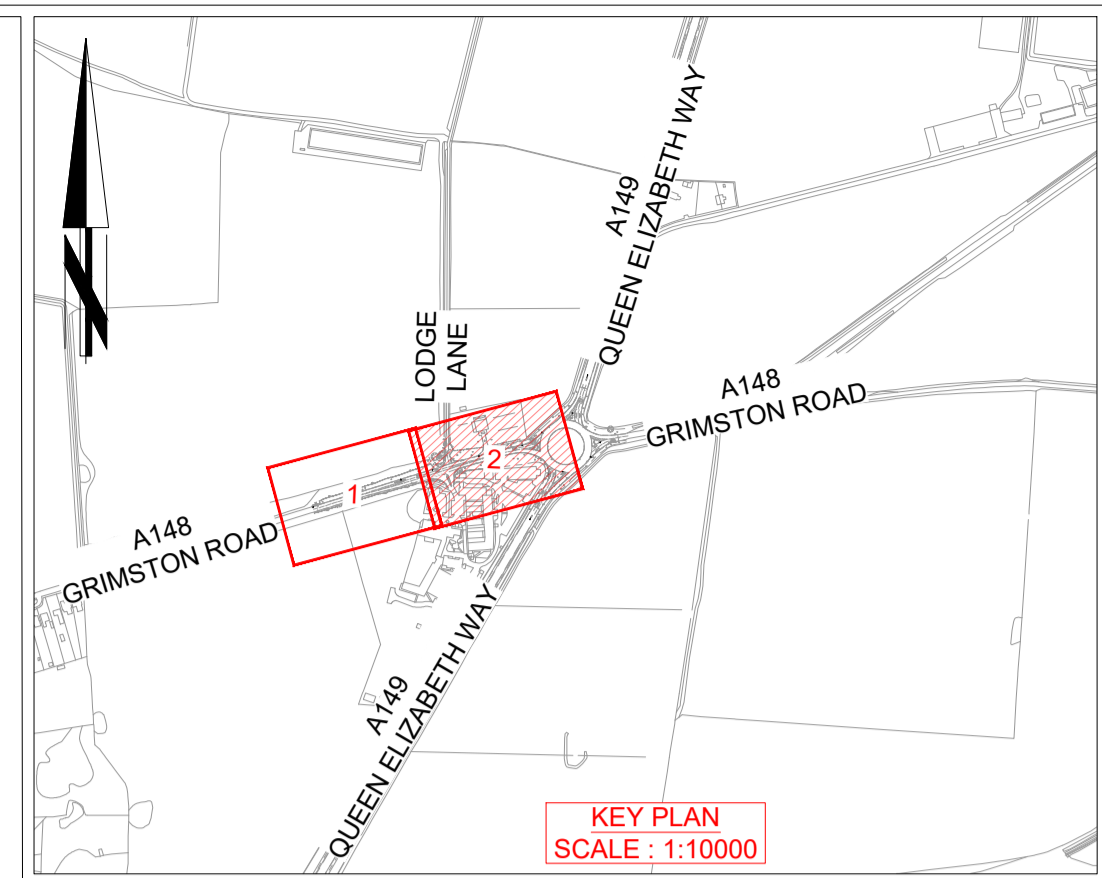 A149
QUEEN ELIZABETH WAY
LODGE
LANE
A148
GRIMSTON ROAD
2
1
A148
GRIMSTON ROAD
A149
QUEEN ELIZABETH WAY
KEY PLAN
SCALE : 1:10000
N